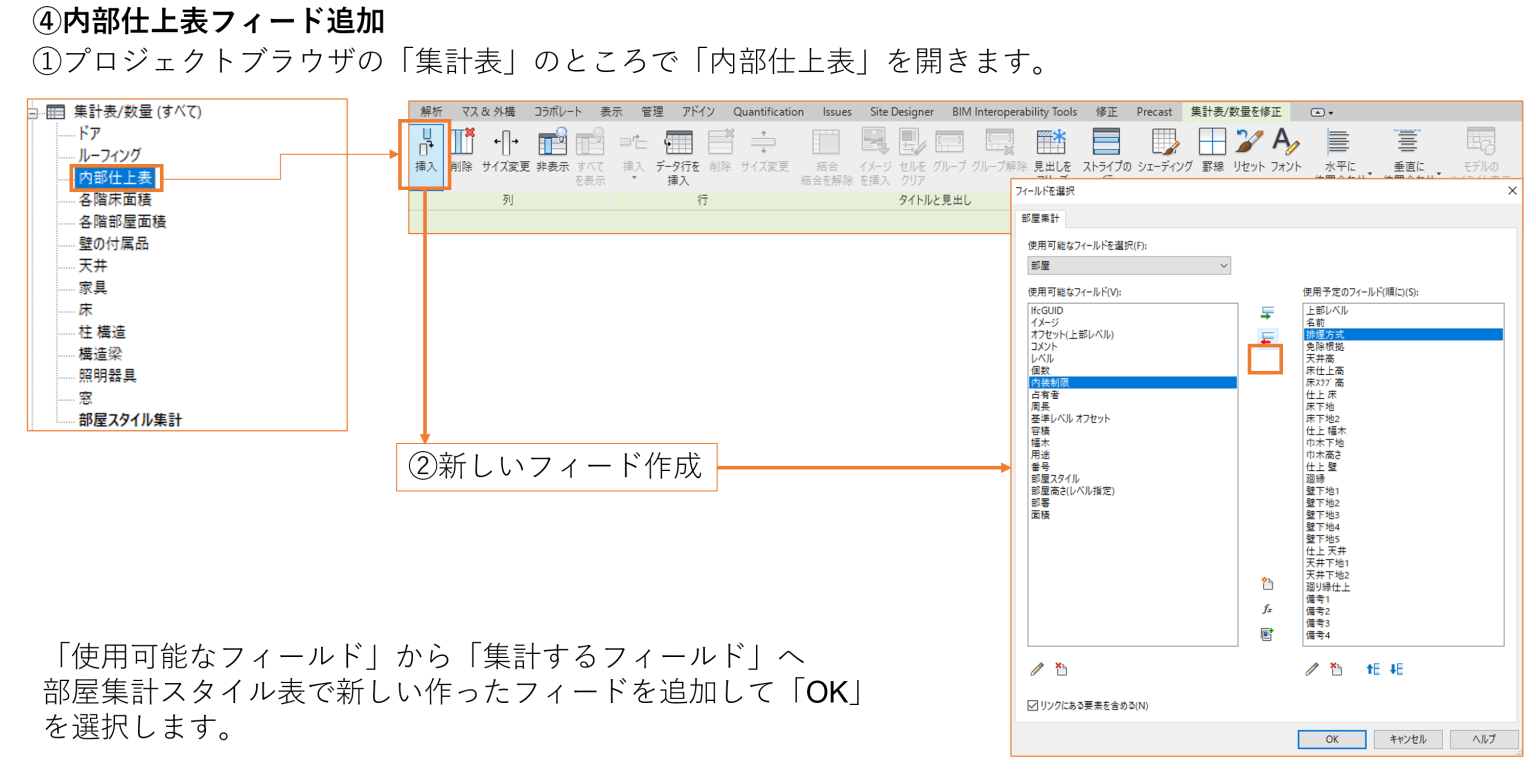 ④内部仕上表フィード追加
①プロジェクトブラウザの「集計表」のところで「内部仕上表」を開きます。
集計表/数量 (すべて)
ドア
ルーフィング
内部仕上表
各階床面積
各階部屋面積
壁の付属品
天井
家具
床
柱 構造
構造梁
照明器具
窓
部屋スタイル集計
解析 マス & 外構 コラボレート 表示 管理 アドイン Quantification Issues Site Designer BIM Interoperability Tools 修正 Precast 集計表/数量を修正
挿入 削除 サイズ変更 非表示 すべてを表示 挿入 データ行を挿入 削除 サイズ変更 結合 結合を解除 イメージを挿入 セルをクリア グループ グループ解除 見出しを ストライプの シェーディング 罫線 リセット フォント 水平に 垂直に モデルの
列 行 タイトルと見出し
②新しいフィード作成
フィールドを選択
部屋集計
使用可能なフィールドを選択(F):
部屋
使用可能なフィールド(V):
IfcGUID
イメージ
オフセット(上部レベル)
コメント
レベル
個数
内装制限
占有者
周長
基準レベル オフセット
容積
幅木
用途
番号
部屋スタイル
部屋高さ(レベル指定)
部署
面積
使用予定のフィールド(順に)(S):
上部レベル
名前
排煙方式
免除根拠
天井高
床仕上高
床ｽﾗﾌﾞ高
仕上 床
床下地
床下地2
仕上 幅木
巾木下地
巾木高さ
仕上 壁
廻縁
壁下地1
壁下地2
壁下地3
壁下地4
壁下地5
仕上 天井
天井下地1
天井下地2
廻り縁仕上
備考1
備考2
備考3
備考4
リンクにある要素を含める(N)
OK キャンセル ヘルプ
「使用可能なフィールド」から「集計するフィールド」へ
部屋集計スタイル表で新しい作ったフィードを追加して「OK」
を選択します。